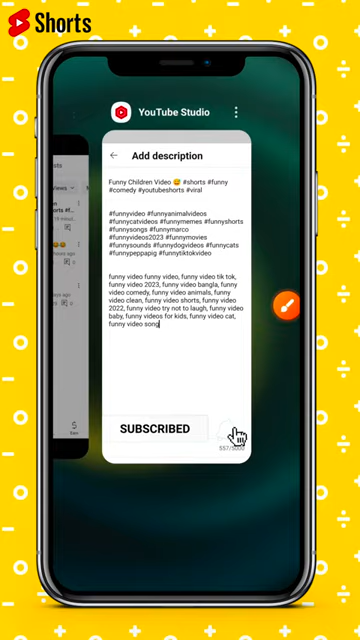 Shorts
YouTube Studio
Add description
Funny Children Video 😅 #shorts #funny
#comedy #youtubeshorts #viral
#funnyvideo #funnyanimalvideos
#funnycatvideos #funnymemes #funnyshorts
#funnysongs #funnymarco
#funnyvideos2023 #funnymovies
#funnysounds #funnydogvideos #funnycats
#funnypeppapig #funnytiktokvideo
funny video funny video, funny video tik tok,
funny video 2023, funny video bangla, funny
video comedy, funny video animals, funny
video clean, funny video shorts, funny video
2022, funny video try not to laugh, funny video
baby, funny videos for kids, funny video cat,
funny video song
SUBSCRIBED
557/5000